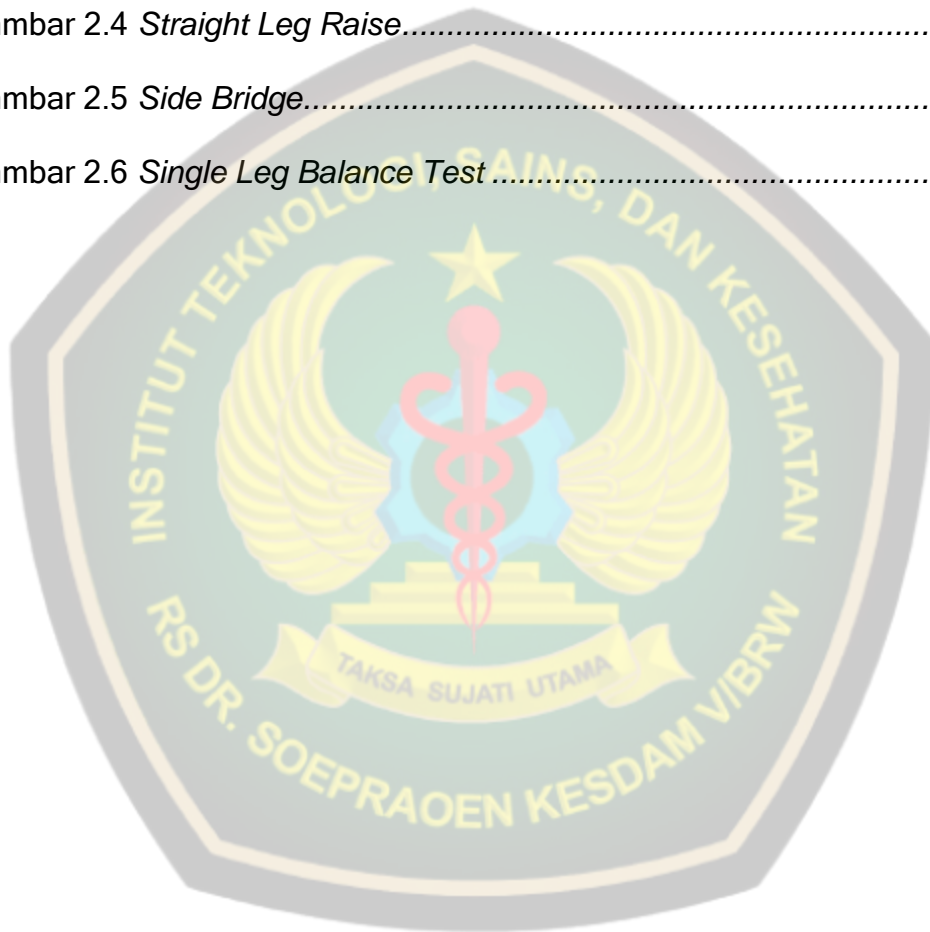 mbar 2.4 Straight Leg Raise................................................................
mbar 2.5 Side Bridge............................................................................
mbar 2.6 Single Leg Balance Test .......................................................
INSTITUT TEKNOLOGI, SAINS, DAN KESEHATAN
TAKSA SUJATI UTAMA
RS DR. SOEPRAOEN KESDAM V/BRW